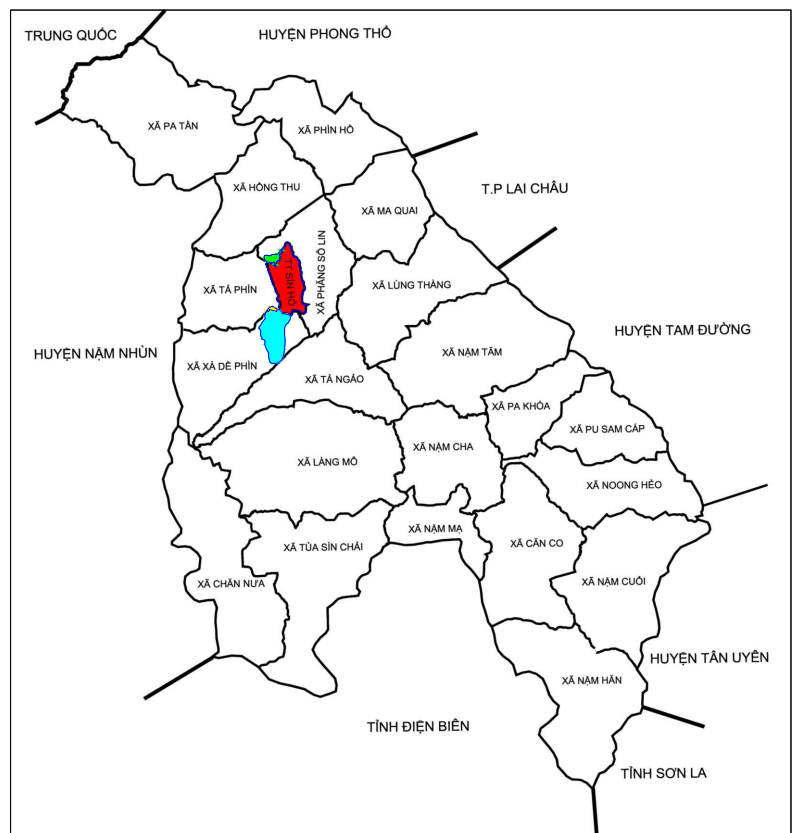 TRUNG QUỐC
HUYỆN PHONG THỔ
XÃ PA TẦN
XÃ PHÌN HỒ
T.P LAI CHÂU
XÃ HỒNG THU
XÃ MA QUAI
XÃ PHĂNG SÔ LIN
TT SÌN HỒ
XÃ TẢ PHÌN
XÃ LÙNG THÀNG
HUYỆN TAM ĐƯỜNG
HUYỆN NẬM NHÙN
XÃ NẬM TĂM
XÃ XÀ DỀ PHÌN
XÃ TẢ NGẢO
XÃ PA KHÓA
XÃ PU SAM CÁP
XÃ NẬM CHA
XÃ LÀNG MÔ
XÃ NOONG HẺO
XÃ NẬM MẠ
XÃ CĂN CO
XÃ TỦA SÍN CHẢI
XÃ CHĂN NƯA
XÃ NẬM CUỔI
HUYỆN TÂN UYÊN
XÃ NẬM HĂN
TỈNH ĐIỆN BIÊN
TỈNH SƠN LA